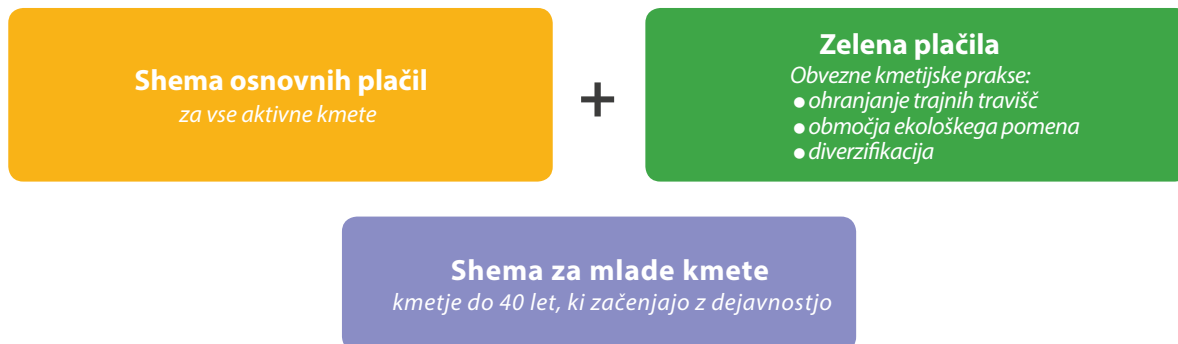 Shema osnovnih plačil
za vse aktivne kmete
+
Zelena plačila
Obvezne kmetijske prakse:
● ohranjanje trajnih travišč
● območja ekološkega pomena
● diverzifikacija
Shema za mlade kmete
kmetje do 40 let, ki začenjajo z dejavnostjo